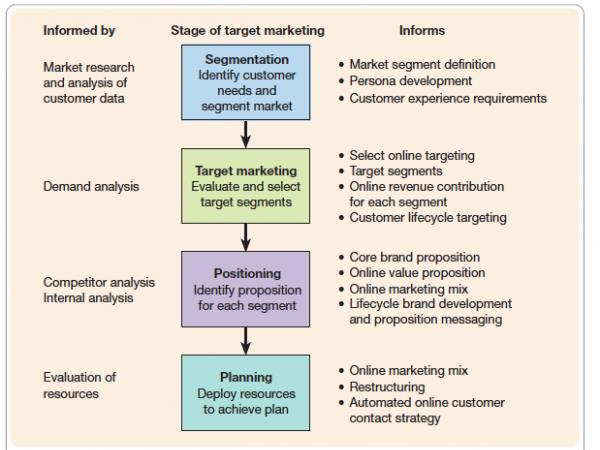 Informed by
Stage of target marketing
Informs
Market research
and analysis of
customer data
Segmentation
Identify customer
needs and
segment market
• Market segment definition
• Persona development
• Customer experience requirements
Demand analysis
Target marketing
Evaluate and select
target segments
• Select online targeting
• Target segments
• Online revenue contribution
for each segment
• Customer lifecycle targeting
Competitor analysis
Internal analysis
Positioning
Identify proposition
for each segment
• Core brand proposition
• Online value proposition
• Online marketing mix
• Lifecycle brand development
and proposition messaging
Evaluation of
resources
Planning
Deploy resources
to achieve plan
• Online marketing mix
• Restructuring
• Automated online customer
contact strategy